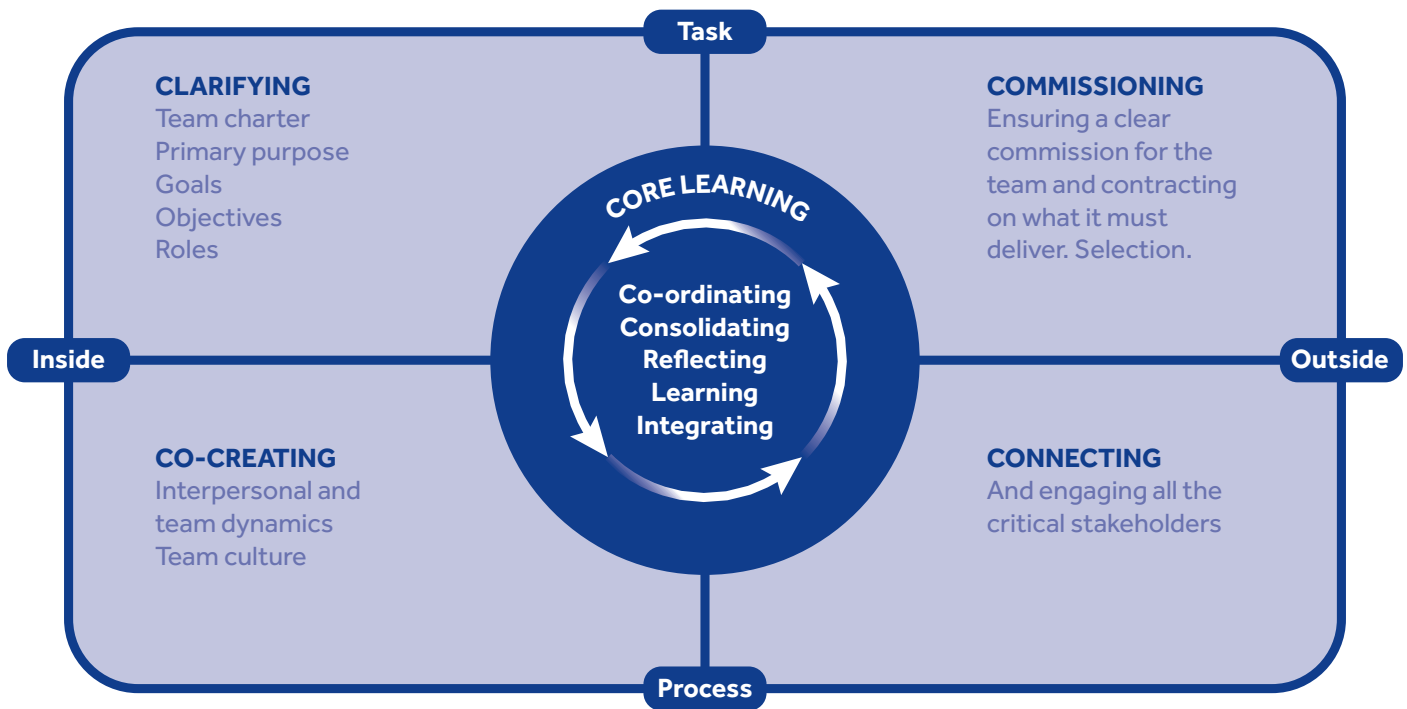 Task
CLARIFYING
Team charter
Primary purpose
Goals
Objectives
Roles
COMMISSIONING
Ensuring a clear
commission for the
team and contracting
on what it must
deliver. Selection.
CORE LEARNING
Co-ordinating
Consolidating
Reflecting
Learning
Integrating
Inside
Outside
CO-CREATING
Interpersonal and
team dynamics
Team culture
CONNECTING
And engaging all the
critical stakeholders
Process